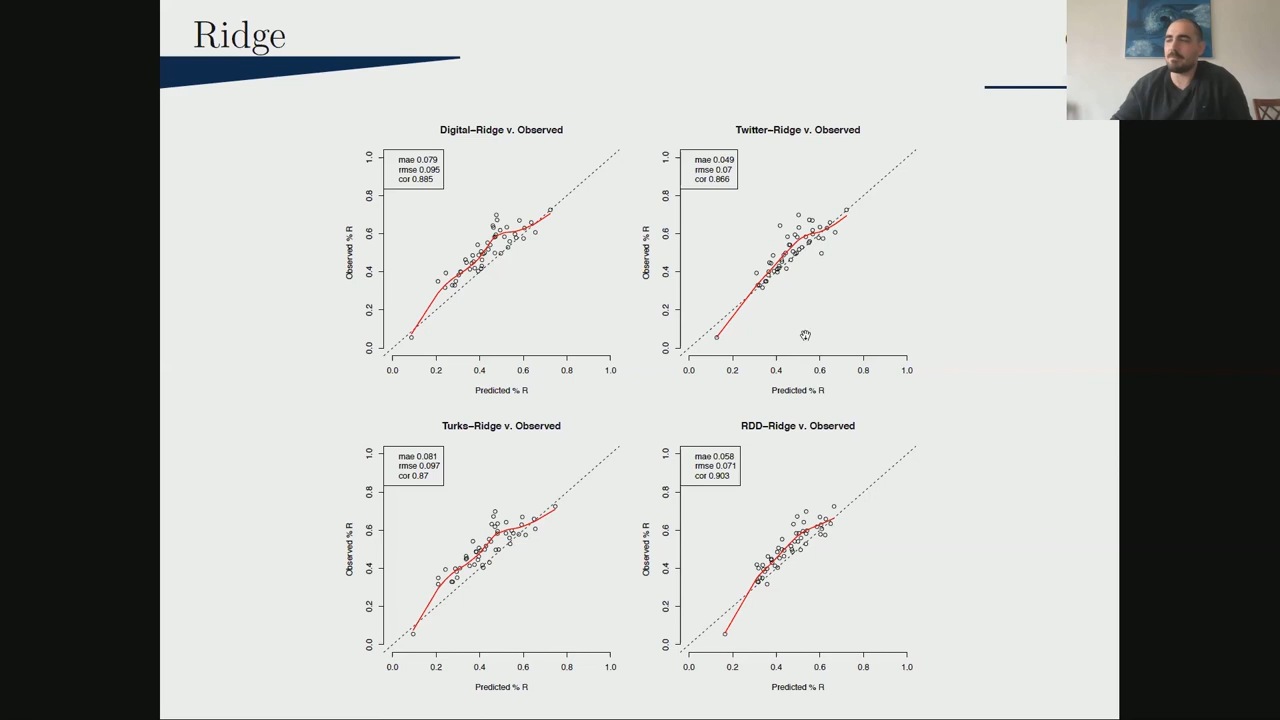 Ridge
Digital–Ridge v. Observed
mae 0.079
rmse 0.095
cor 0.885
Observed % R
0.0 0.2 0.4 0.6 0.8 1.0
0.0 0.2 0.4 0.6 0.8 1.0
Predicted % R
Twitter–Ridge v. Observed
mae 0.049
rmse 0.07
cor 0.866
Observed % R
0.0 0.2 0.4 0.6 0.8 1.0
0.0 0.2 0.4 0.6 0.8 1.0
Predicted % R
Turks–Ridge v. Observed
mae 0.081
rmse 0.097
cor 0.87
Observed % R
0.0 0.2 0.4 0.6 0.8 1.0
0.0 0.2 0.4 0.6 0.8 1.0
Predicted % R
RDD–Ridge v. Observed
mae 0.058
rmse 0.071
cor 0.903
Observed % R
0.0 0.2 0.4 0.6 0.8 1.0
0.0 0.2 0.4 0.6 0.8 1.0
Predicted % R